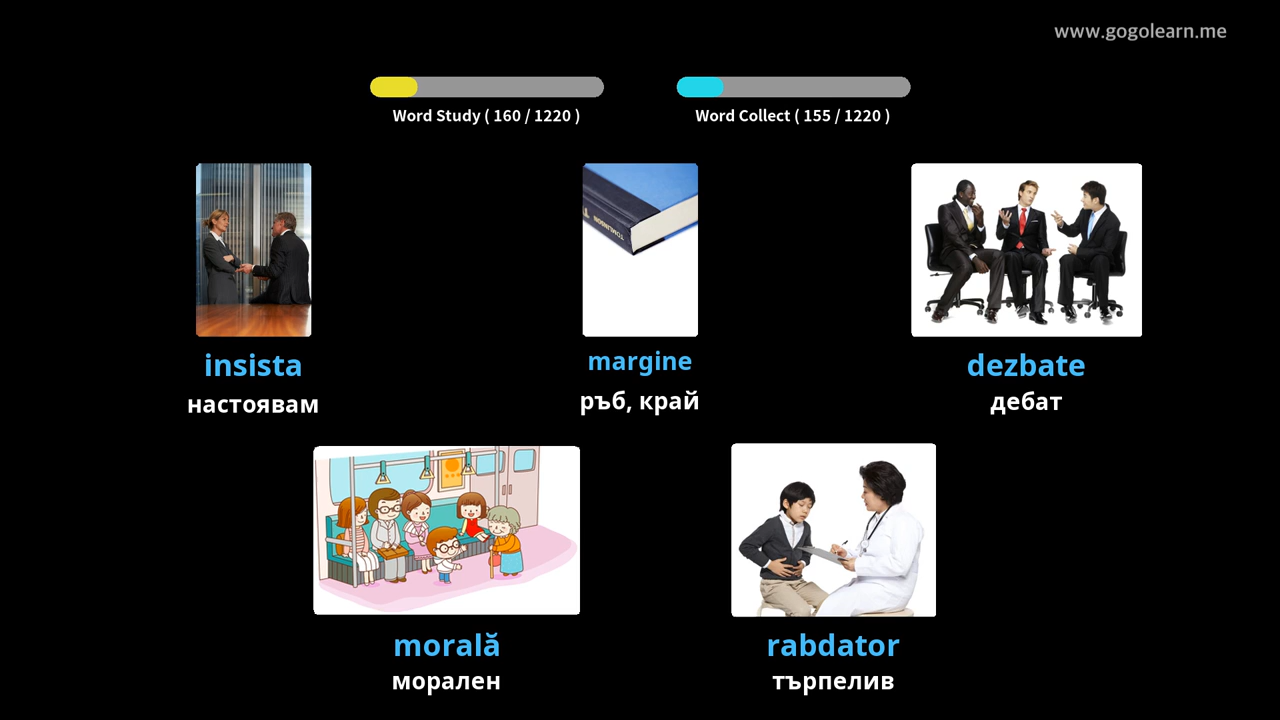 www.gogolearn.me
Word Study ( 160 / 1220 )
Word Collect ( 155 / 1220 )
TOMLINSON
insista
margine
dezbate
настоявам
ръб, край
дебат
morală
rabdator
морален
търпелив